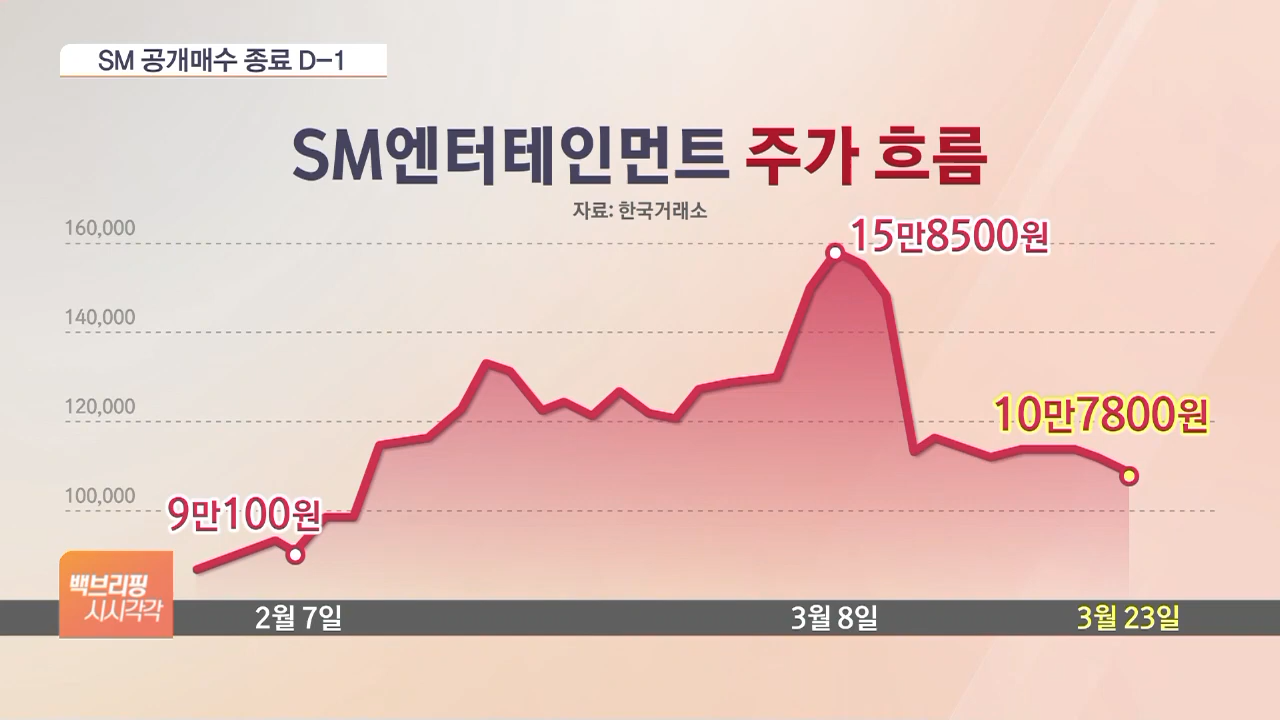 SM 공개매수 종료 D-1
SM엔터테인먼트 주가 흐름
자료: 한국거래소
160,000
15만8500원
140,000
120,000
10만7800원
100,000
9만100원
백브리핑
시시각각
2월 7일
3월 8일
3월 23일